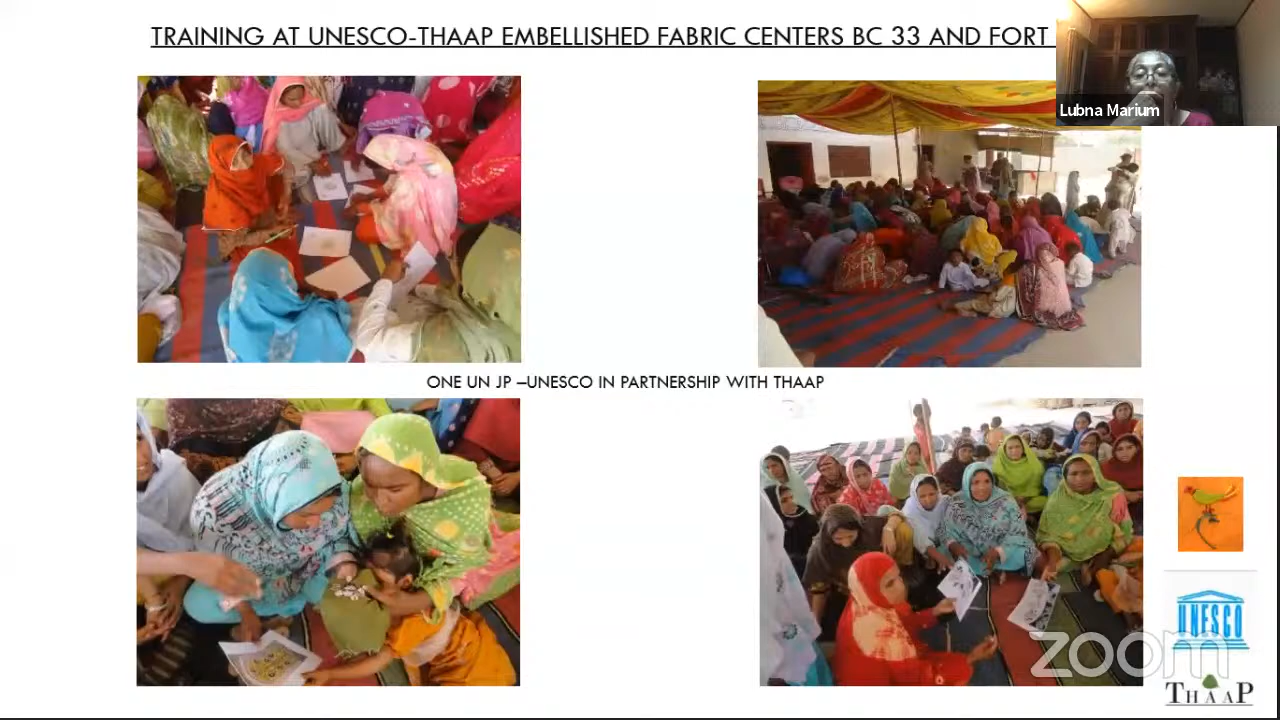 TRAINING AT UNESCO-THAAP EMBELLISHED FABRIC CENTERS BC 33 AND FORT
Lubna Marium
ONE UN JP –UNESCO IN PARTNERSHIP WITH THAAP
UNESCO
zoom
THAAP